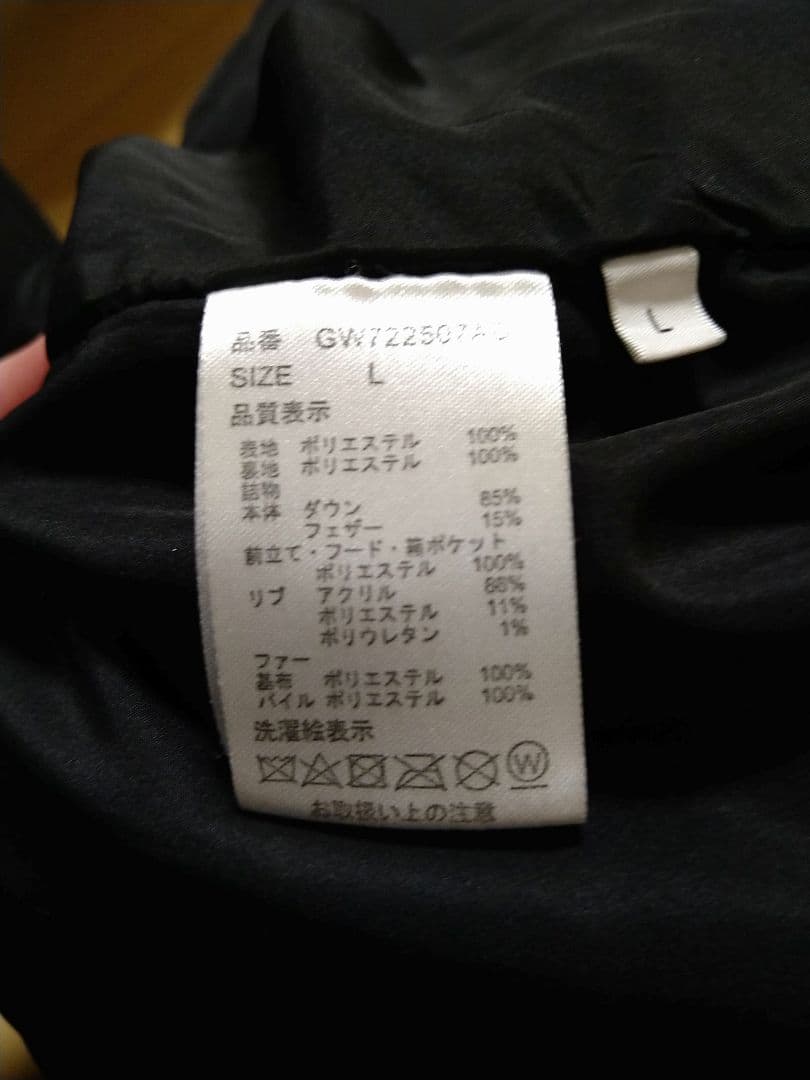 品番 GW722507AO
SIZE L
品質表示
表地 ポリエステル 100%
裏地 ポリエステル 100%
詰物
本体 ダウン 85%
フェザー 15%
前立て・フード・箱ポケット
ポリエステル 100%
リブ アクリル 88%
ポリエステル 11%
ポリウレタン 1%
ファー
基布 ポリエステル 100%
パイル ポリエステル 100%
洗濯絵表示
W
お取扱い上の注意
L